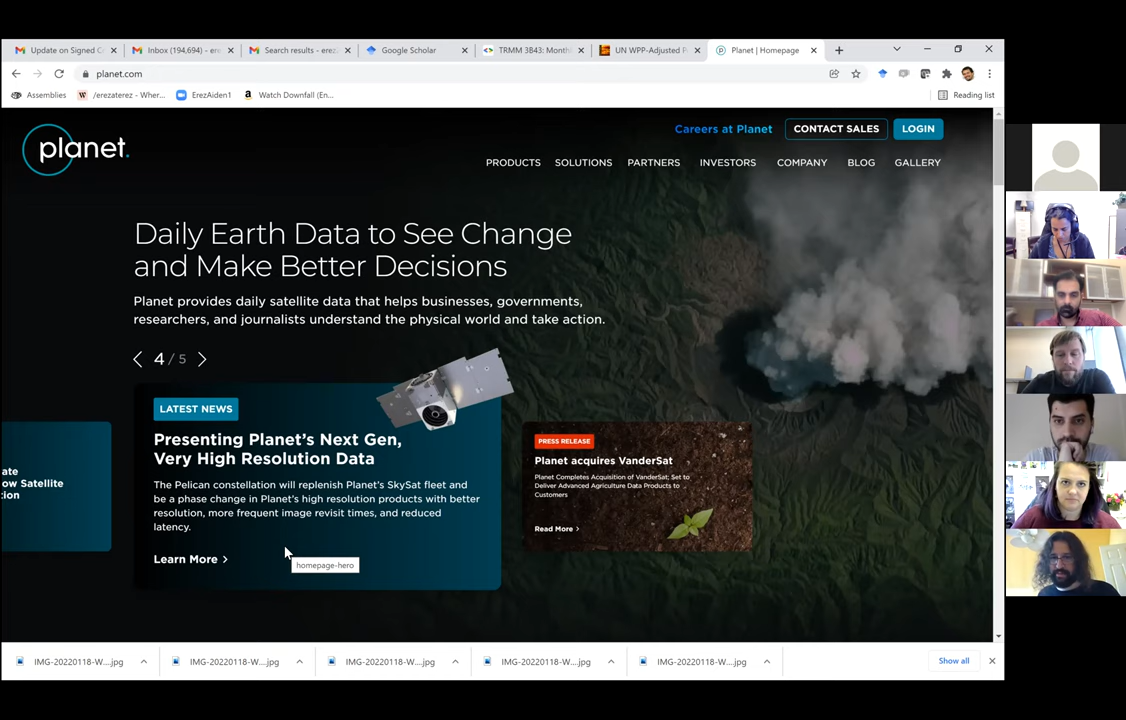 Update on Signed C
Inbox (194,694) - ere
Search results - erez
Google Scholar
TRMM 3B43: Month
UN WPP-Adjusted P
Planet | Homepage
planet.com
Assemblies
/erezaterez - Wher...
ErezAiden1
Watch Downfall (En...
Reading list
planet.
Careers at Planet
CONTACT SALES
LOGIN
PRODUCTS
SOLUTIONS
PARTNERS
INVESTORS
COMPANY
BLOG
GALLERY
Daily Earth Data to See Change
and Make Better Decisions
Planet provides daily satellite data that helps businesses, governments,
researchers, and journalists understand the physical world and take action.
4 / 5
ate
ow Satellite
tion
LATEST NEWS
Presenting Planet's Next Gen,
Very High Resolution Data
The Pelican constellation will replenish Planet's SkySat fleet and
be a phase change in Planet's high resolution products with better
resolution, more frequent image revisit times, and reduced
latency.
Learn More >
homepage-hero
PRESS RELEASE
Planet acquires VanderSat
Planet Completes Acquisition of VanderSat; Set to
Deliver Advanced Agriculture Data Products to
Customers
Read More >
IMG-20220118-W....jpg
IMG-20220118-W....jpg
IMG-20220118-W....jpg
IMG-20220118-W....jpg
IMG-20220118-W....jpg
Show all